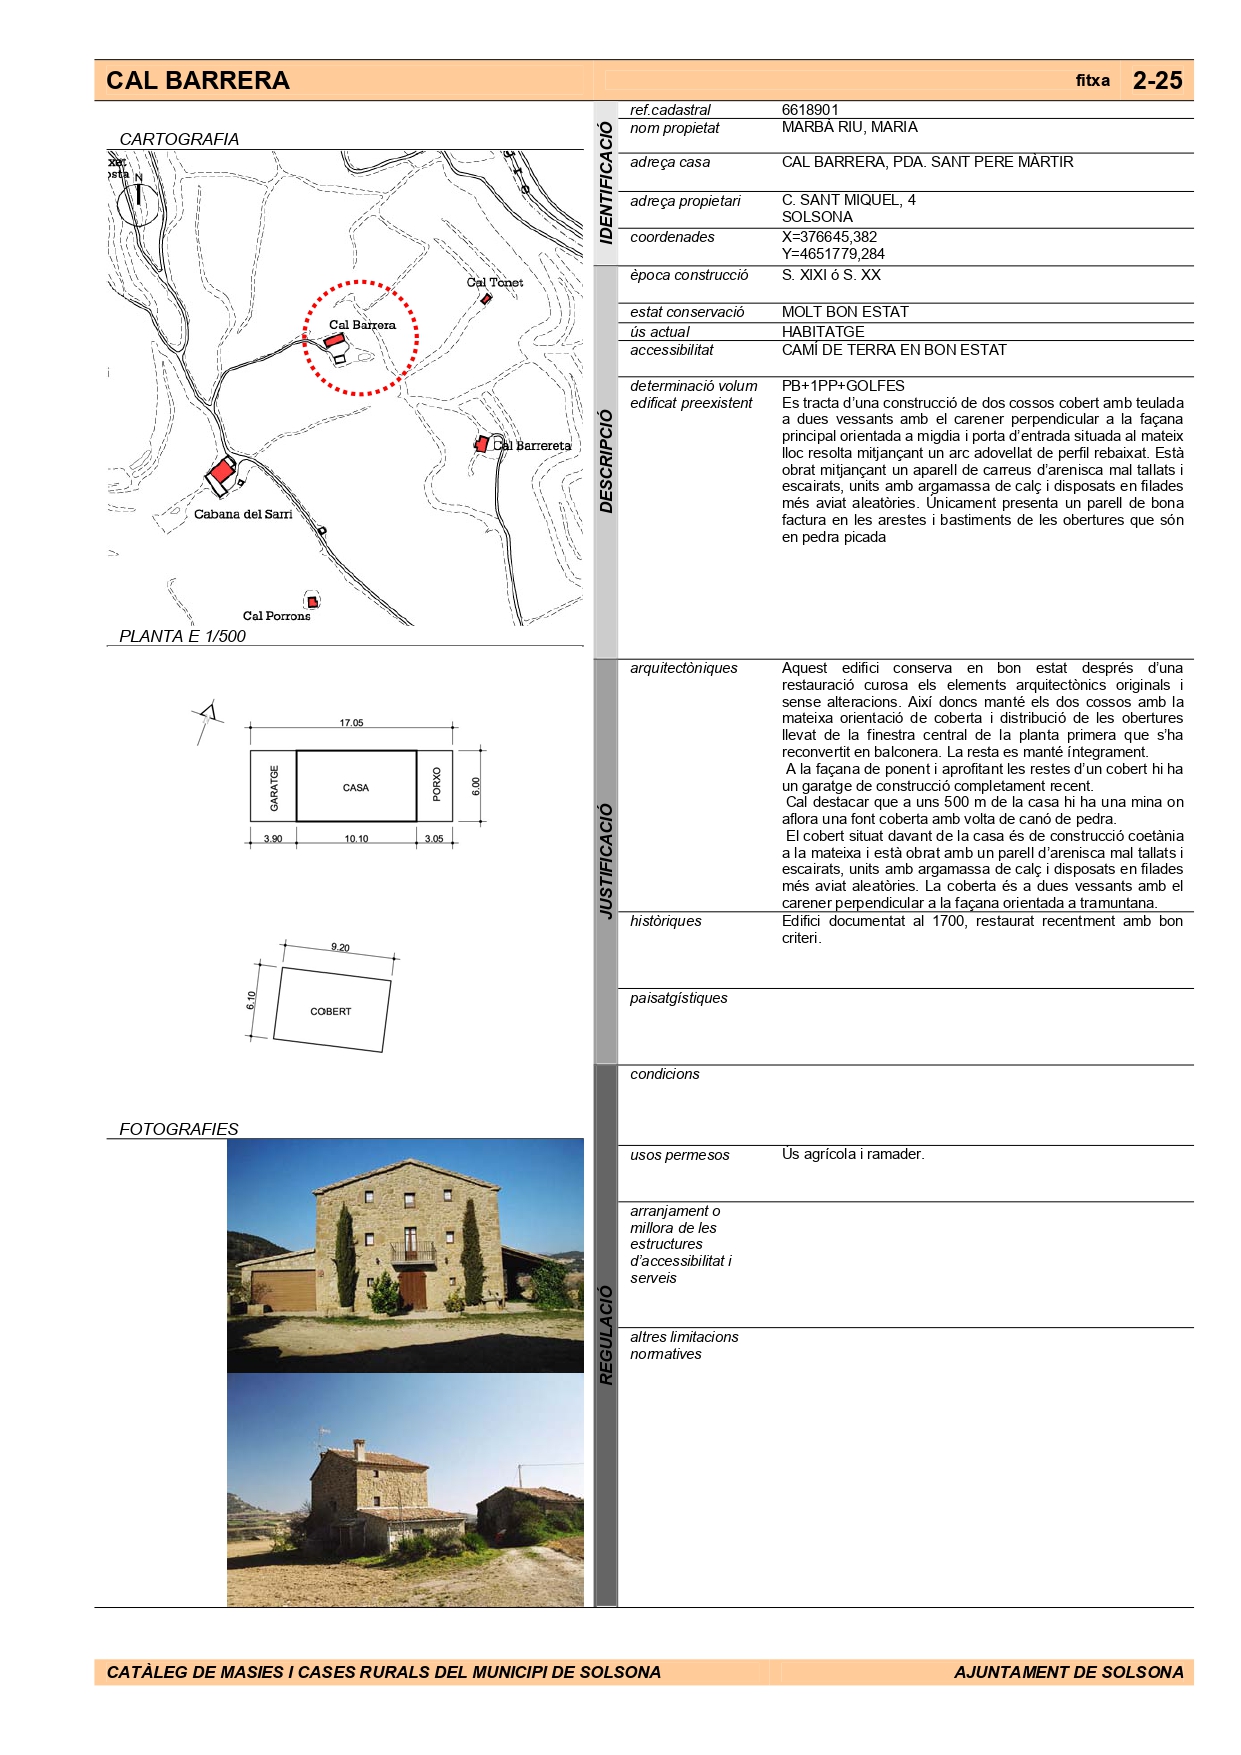 CAL BARRERA
fitxa 2-25
CARTOGRAFIA
N
Cal Tonet
Cal Barrera
Cal Barrereta
Cabana del Sarri
Cal Porrons
PLANTA E 1/500
17.05
GARATGE
CASA
PORXO
6.00
3.90
10.10
3.05
9.20
6.10
COBERT
FOTOGRAFIES
IDENTIFICACIÓ
ref.cadastral 6618901
nom propietat MARBÀ RIU, MARIA
adreça casa CAL BARRERA, PDA. SANT PERE MÀRTIR
adreça propietari C. SANT MIQUEL, 4
SOLSONA
coordenades X=376645,382
Y=4651779,284
DESCRIPCIÓ
època construcció S. XIXI ó S. XX
estat conservació MOLT BON ESTAT
ús actual HABITATGE
accessibilitat CAMÍ DE TERRA EN BON ESTAT
determinació volum PB+1PP+GOLFES
edificat preexistent Es tracta d'una construcció de dos cossos cobert amb teulada
a dues vessants amb el carener perpendicular a la façana
principal orientada a migdia i porta d'entrada situada al mateix
lloc resolta mitjançant un arc adovellat de perfil rebaixat. Està
obrat mitjançant un aparell de carreus d'arenisca mal tallats i
escairats, units amb argamassa de calç i disposats en filades
més aviat aleatòries. Únicament presenta un parell de bona
factura en les arestes i bastiments de les obertures que són
en pedra picada
JUSTIFICACIÓ
arquitectòniques Aquest edifici conserva en bon estat després d'una
restauració curosa els elements arquitectònics originals i
sense alteracions. Així doncs manté els dos cossos amb la
mateixa orientació de coberta i distribució de les obertures
llevat de la finestra central de la planta primera que s'ha
reconvertit en balconera. La resta es manté íntegrament.
A la façana de ponent i aprofitant les restes d'un cobert hi ha
un garatge de construcció completament recent.
Cal destacar que a uns 500 m de la casa hi ha una mina on
aflora una font coberta amb volta de canó de pedra.
El cobert situat davant de la casa és de construcció coetània
a la mateixa i està obrat amb un parell d'arenisca mal tallats i
escairats, units amb argamassa de calç i disposats en filades
més aviat aleatòries. La coberta és a dues vessants amb el
carener perpendicular a la façana orientada a tramuntana.
històriques Edifici documentat al 1700, restaurat recentment amb bon
criteri.
paisatgístiques
REGULACIÓ
condicions
usos permesos Ús agrícola i ramader.
arranjament o
millora de les
estructures
d'accessibilitat i
serveis
altres limitacions
normatives
CATÀLEG DE MASIES I CASES RURALS DEL MUNICIPI DE SOLSONA
AJUNTAMENT DE SOLSONA